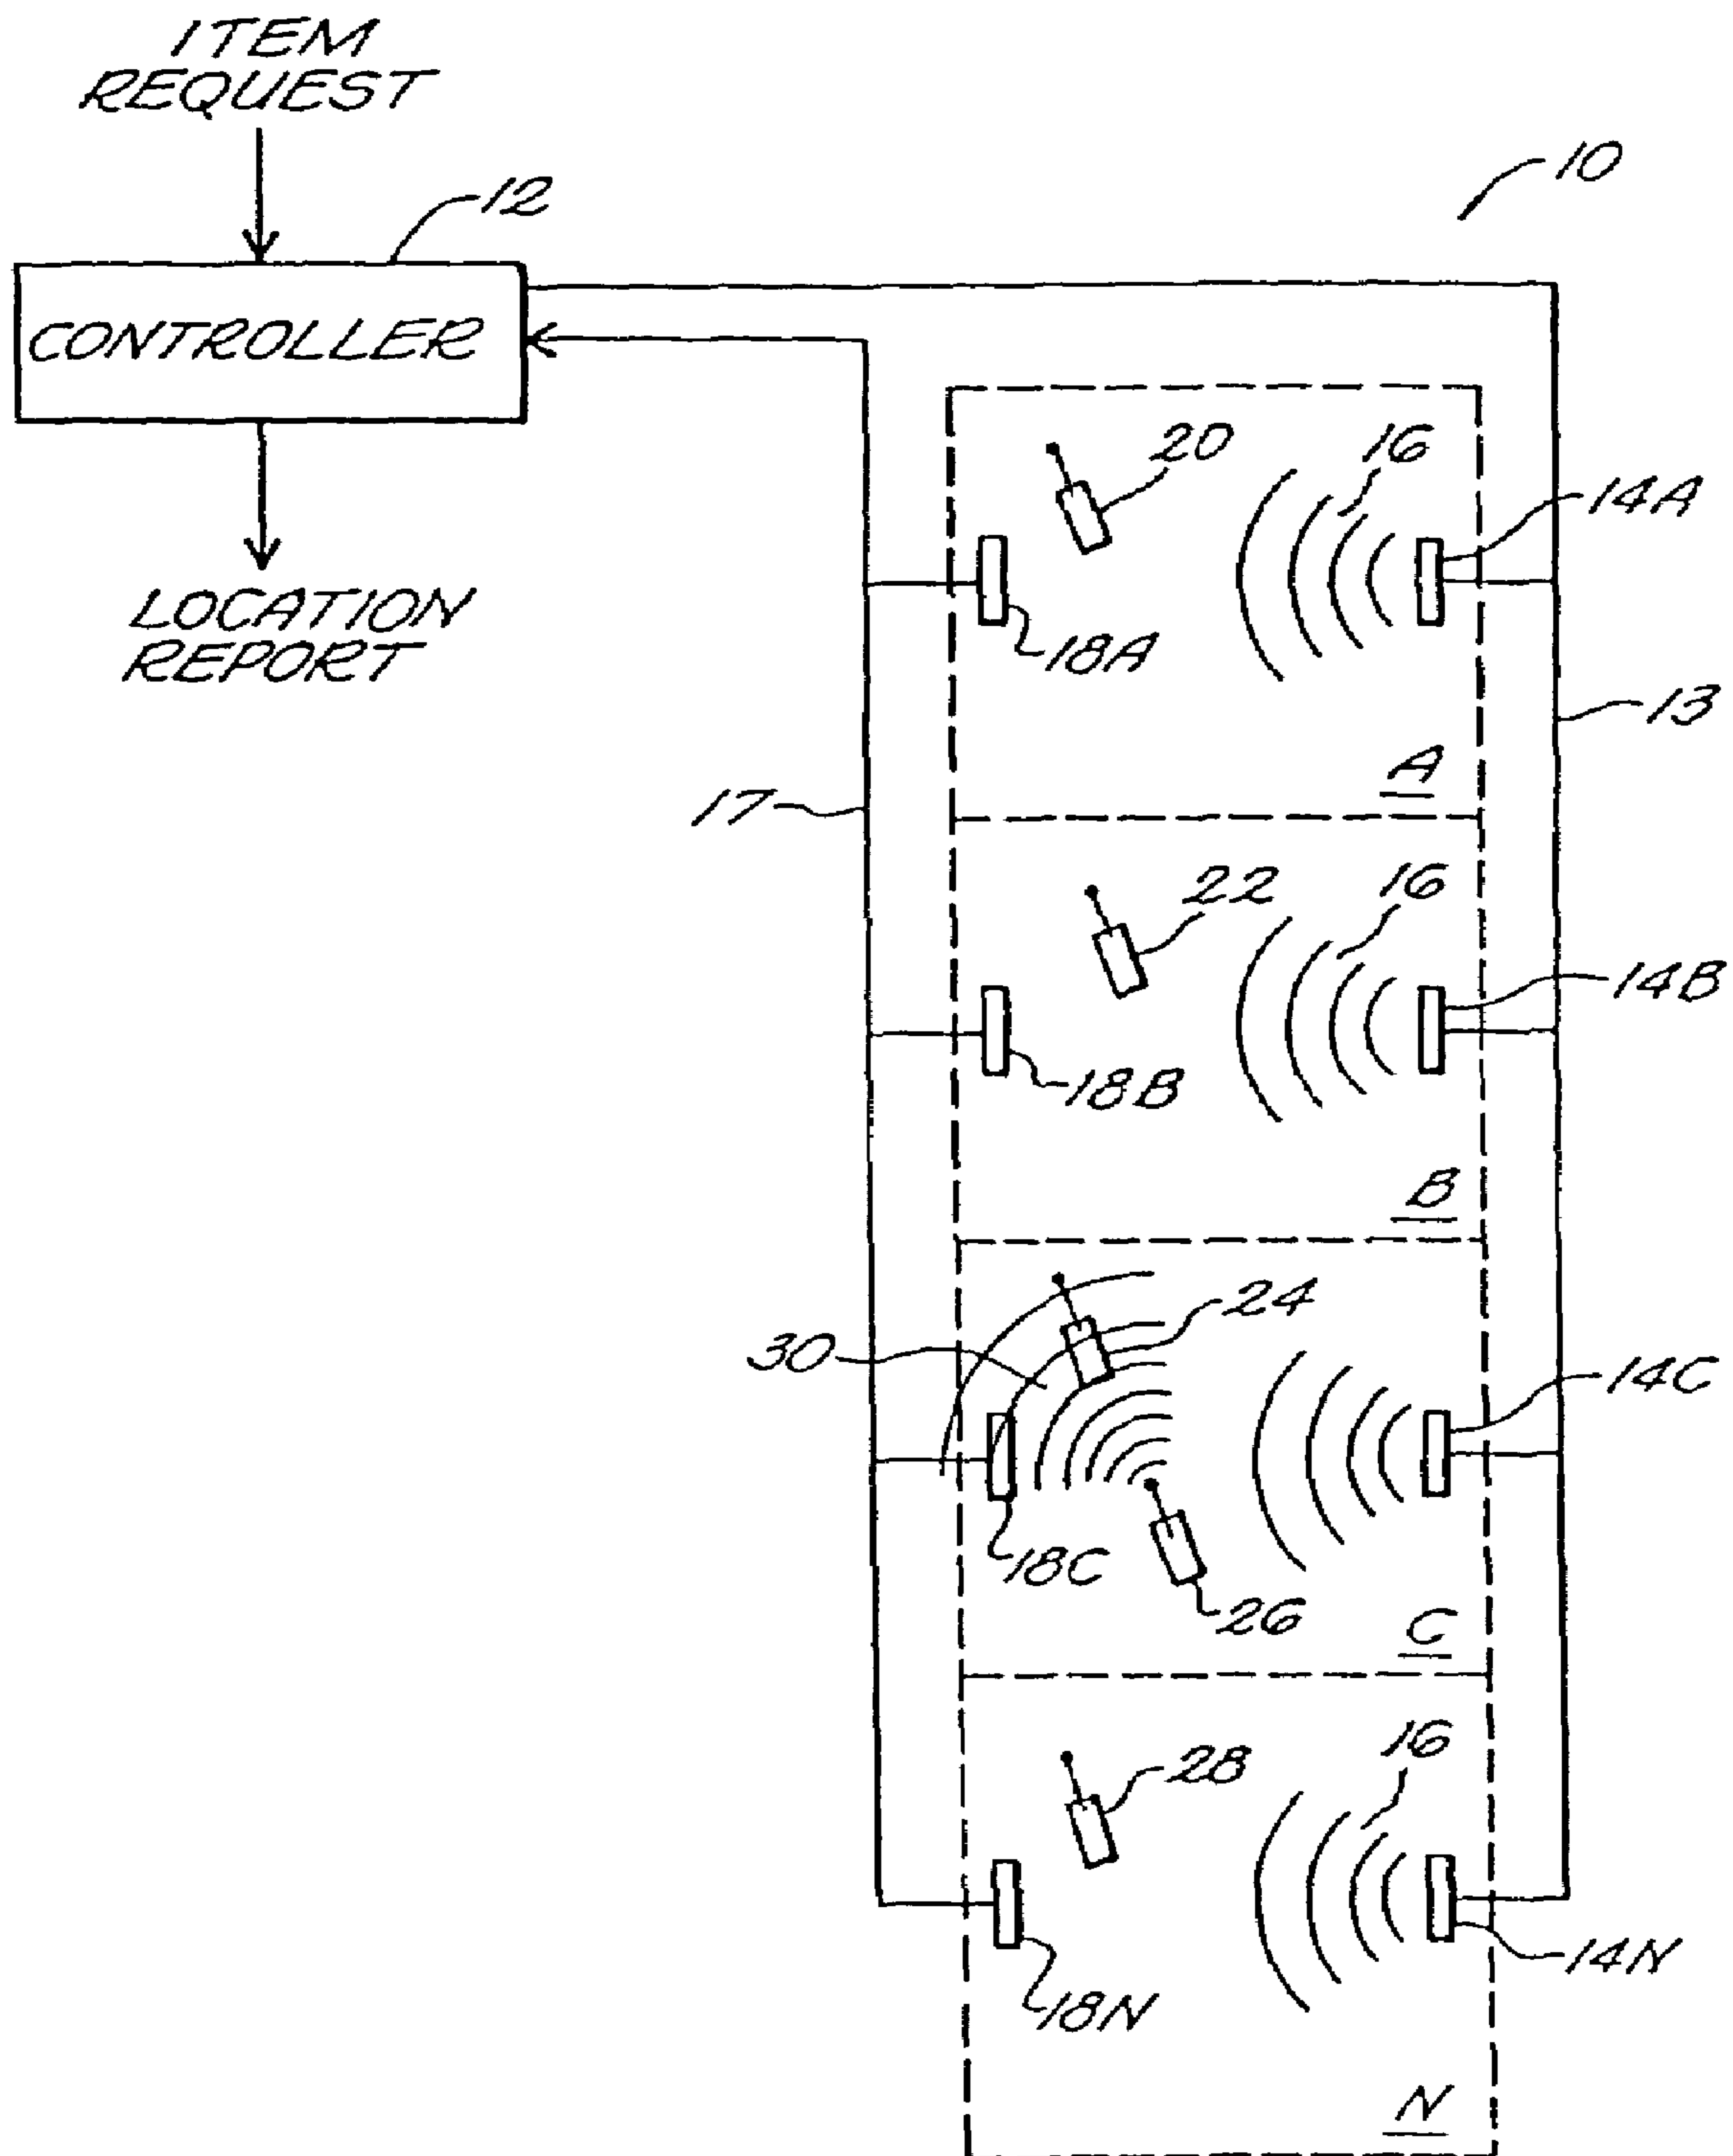 ITEM
REQUEST
10
12
CONTROLLER
20
16
14A
LOCATION
REPORT
18A
13
A
17
22
16
14B
18B
B
24
30
14C
18C
26
C
16
28
14N
18N
N